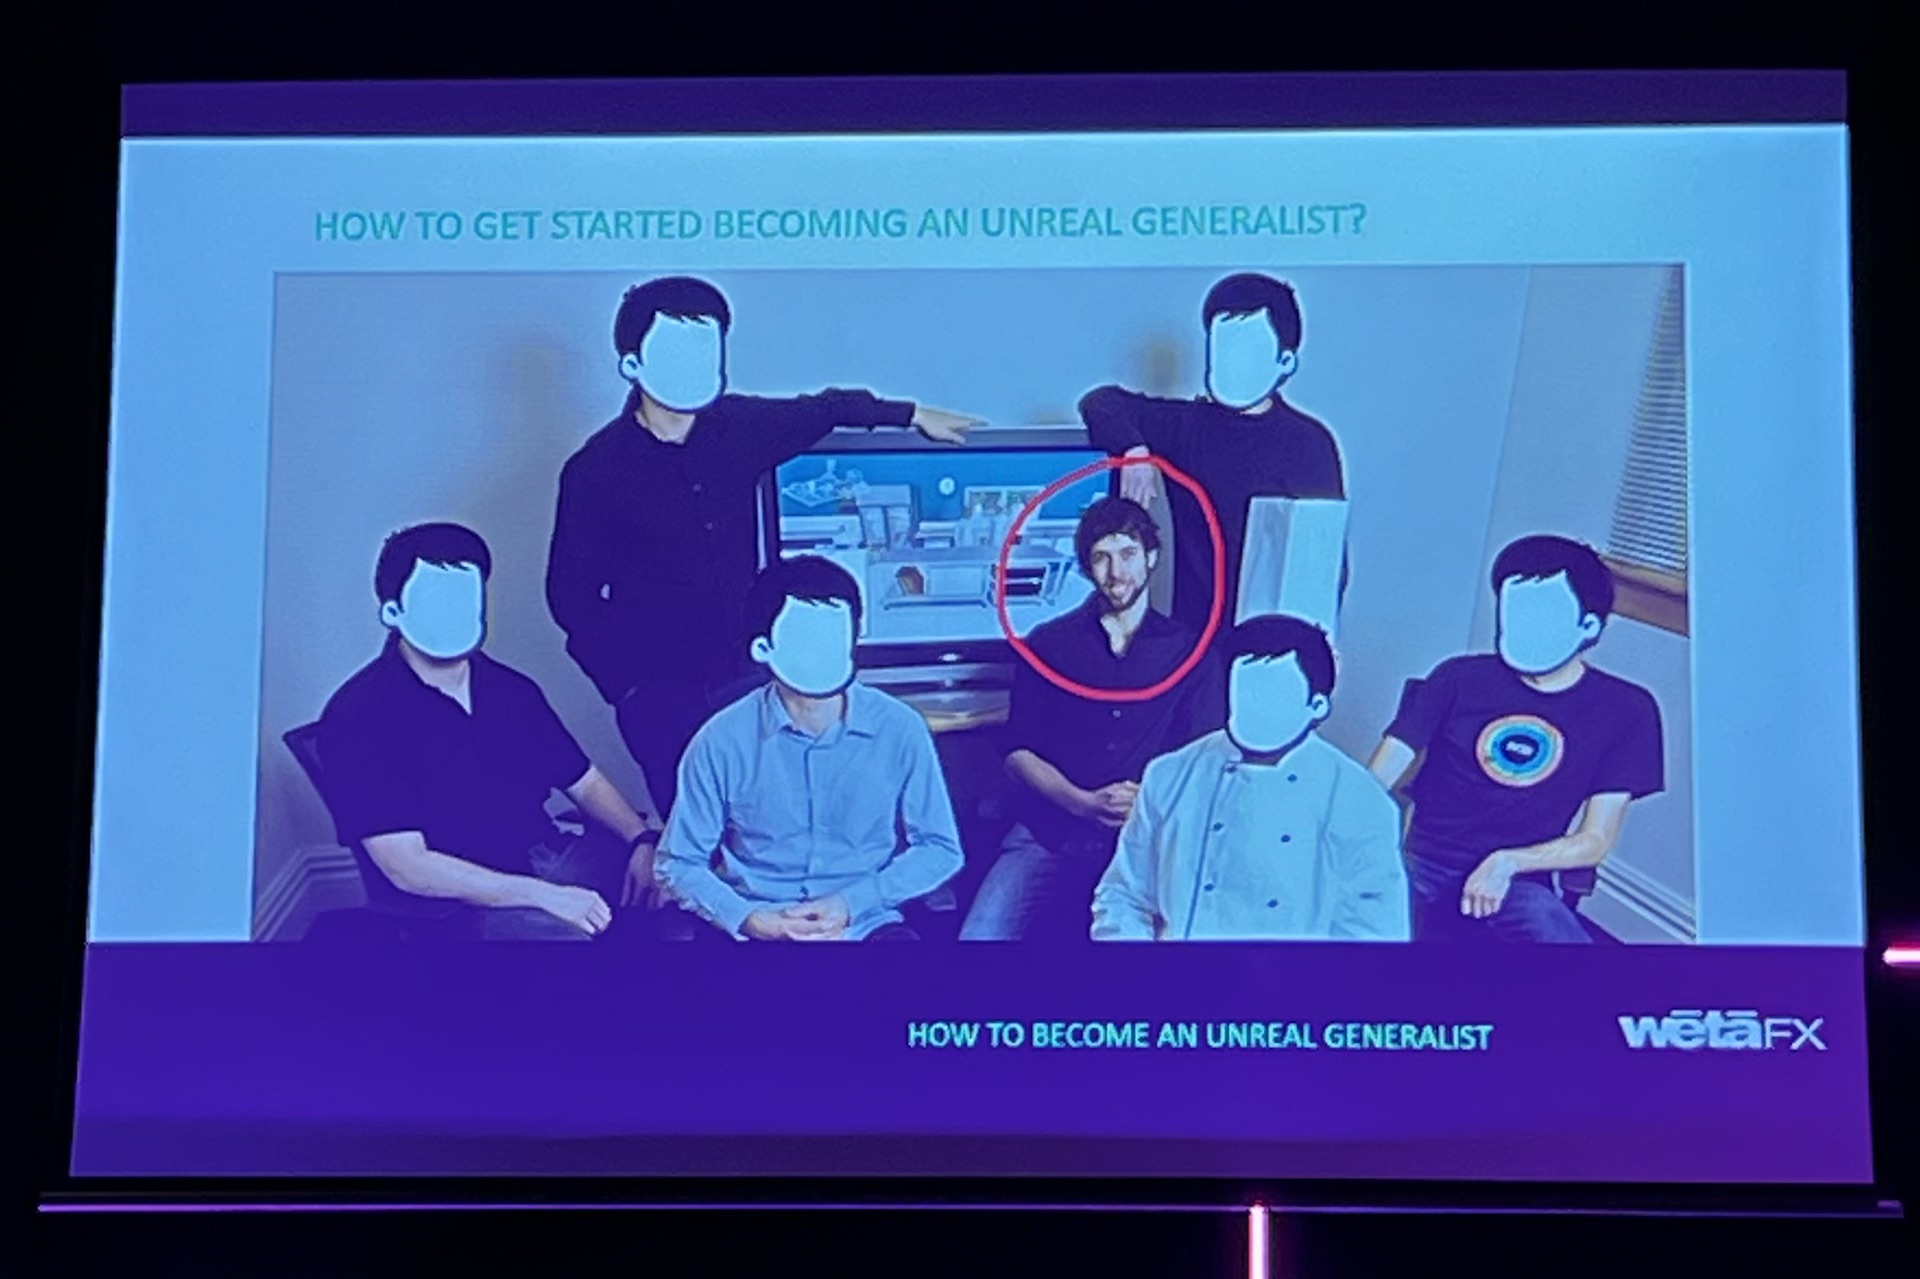 HOW TO GET STARTED BECOMING AN UNREAL GENERALIST?
HOW TO BECOME AN UNREAL GENERALIST
wētāFX